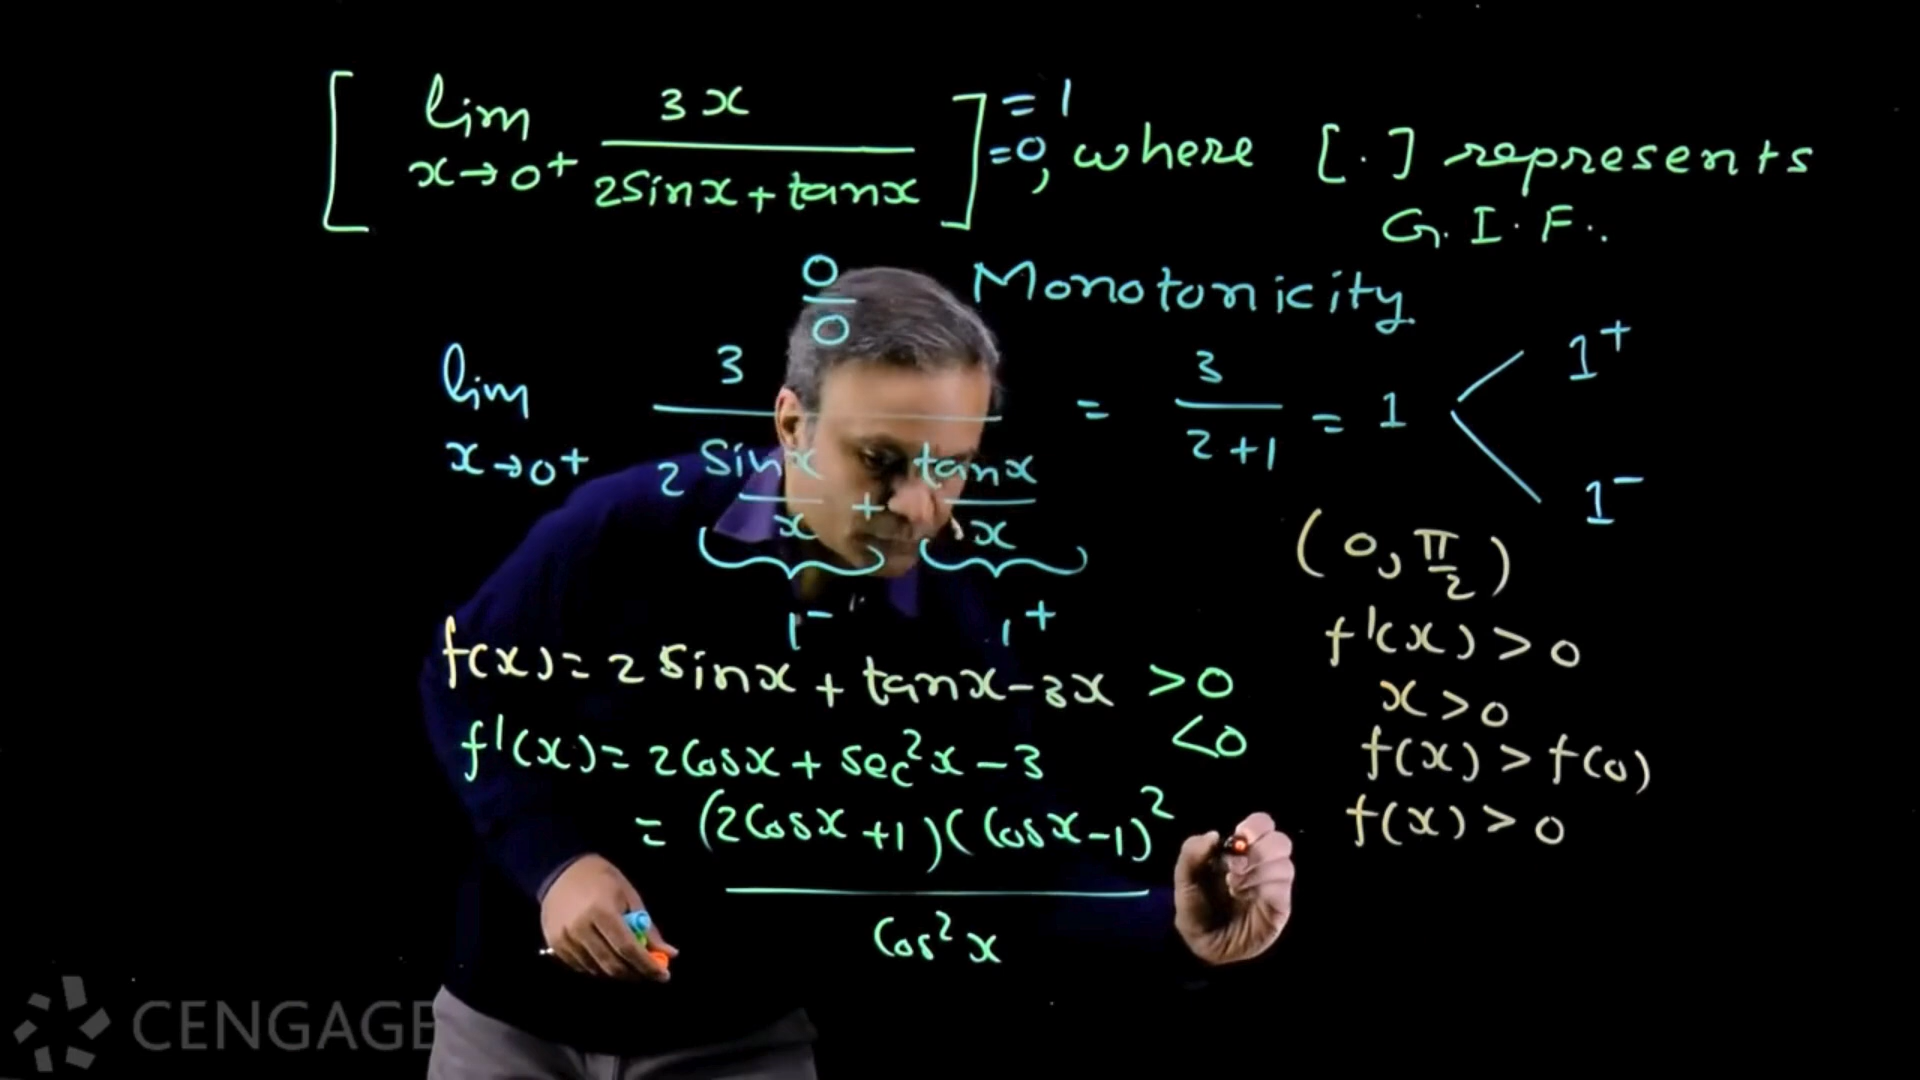 [ lim x→0+ 3x / (2Sinx + tanx) ] = 1 = 0, where [.] represents
G.I.F..
0/0 Monotonicity
lim x→0+ 3 / (2 Sinx/x + tanx/x) = 3 / (2+1) = 1 < 1+ 1-
1- 1+
f(x) = 2 Sinx + tanx - 3x > 0
< 0
f'(x) = 2Cosx + sec²x - 3
= (2Cosx + 1)(Cosx - 1)² / Cos²x
(0, π/2)
f'(x) > 0
x > 0
f(x) > f(0)
f(x) > 0
CENGAGE